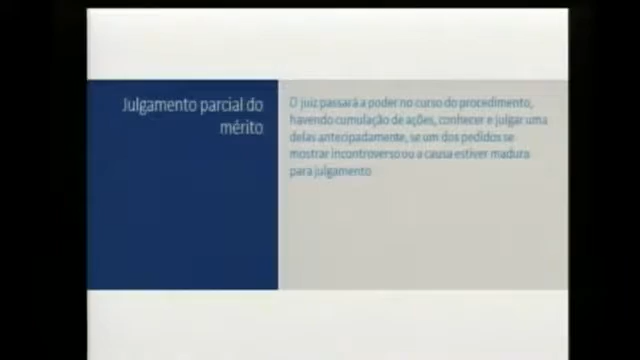 Julgamento parcial do
mérito
O juiz passará a poder no curso do procedimento,
havendo cumulação de ações, conhecer e julgar uma
delas antecipadamente, se um dos pedidos se
mostrar incontroverso ou a causa estiver madura
para julgamento